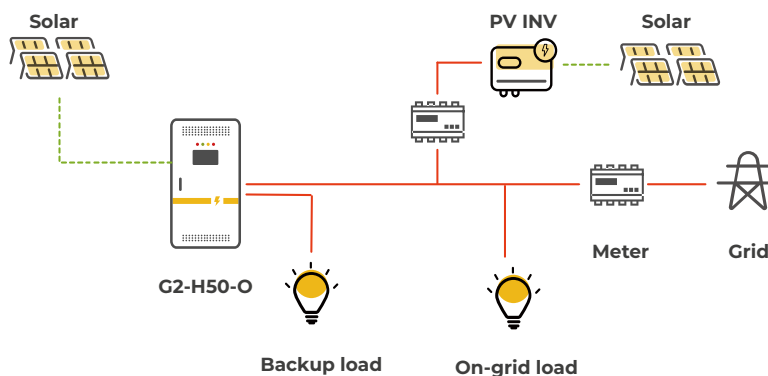 Solar
PV INV
Solar
Meter
Grid
G2-H50-O
Backup load
On-grid load